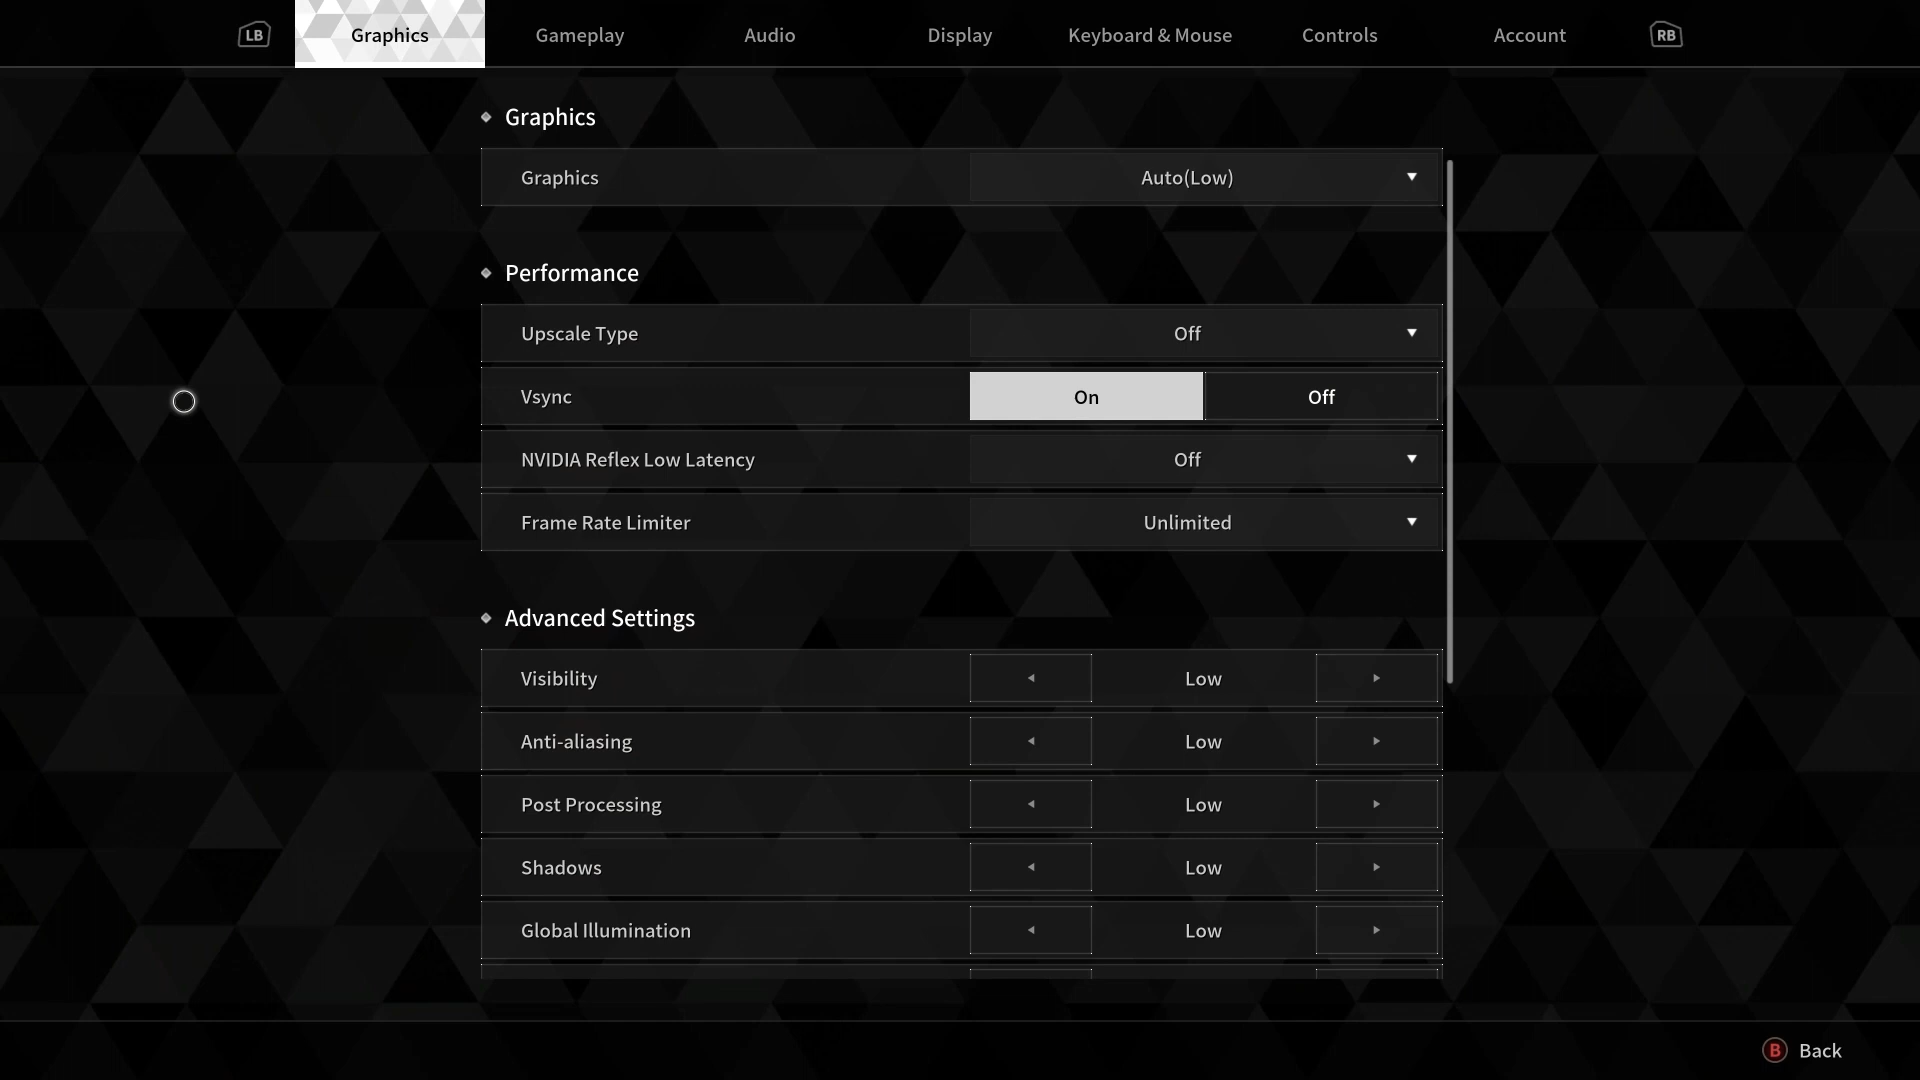 LB Graphics Gameplay Audio Display Keyboard & Mouse Controls Account RB
Graphics
Graphics Auto(Low)
Performance
Upscale Type Off
Vsync On Off
NVIDIA Reflex Low Latency Off
Frame Rate Limiter Unlimited
Advanced Settings
Visibility Low
Anti-aliasing Low
Post Processing Low
Shadows Low
Global Illumination Low
B Back